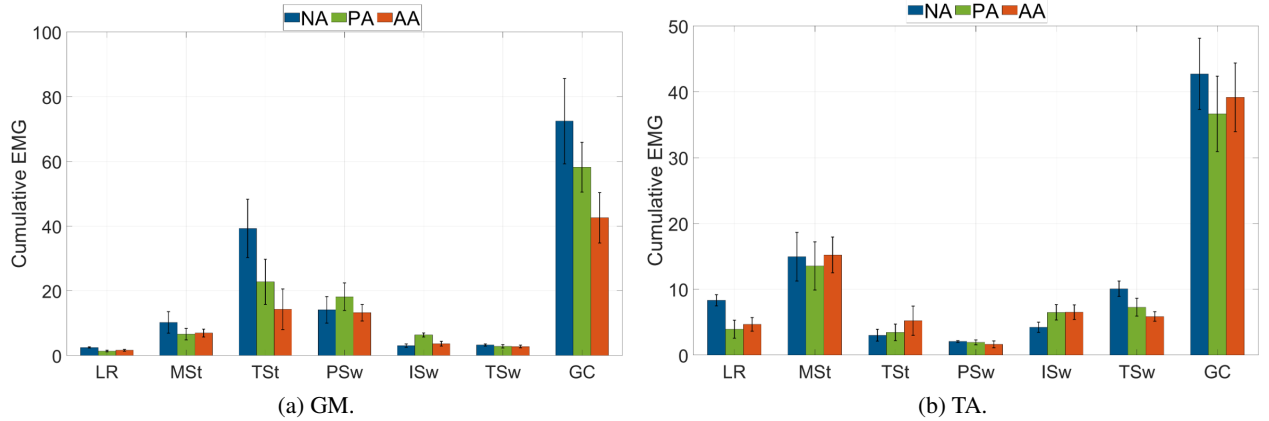 NA PA AA
100
80
60
40
20
0
Cumulative EMG
LR MSt TSt PSw ISw TSw GC
(a) GM.
NA PA AA
50
40
30
20
10
0
Cumulative EMG
LR MSt TSt PSw ISw TSw GC
(b) TA.